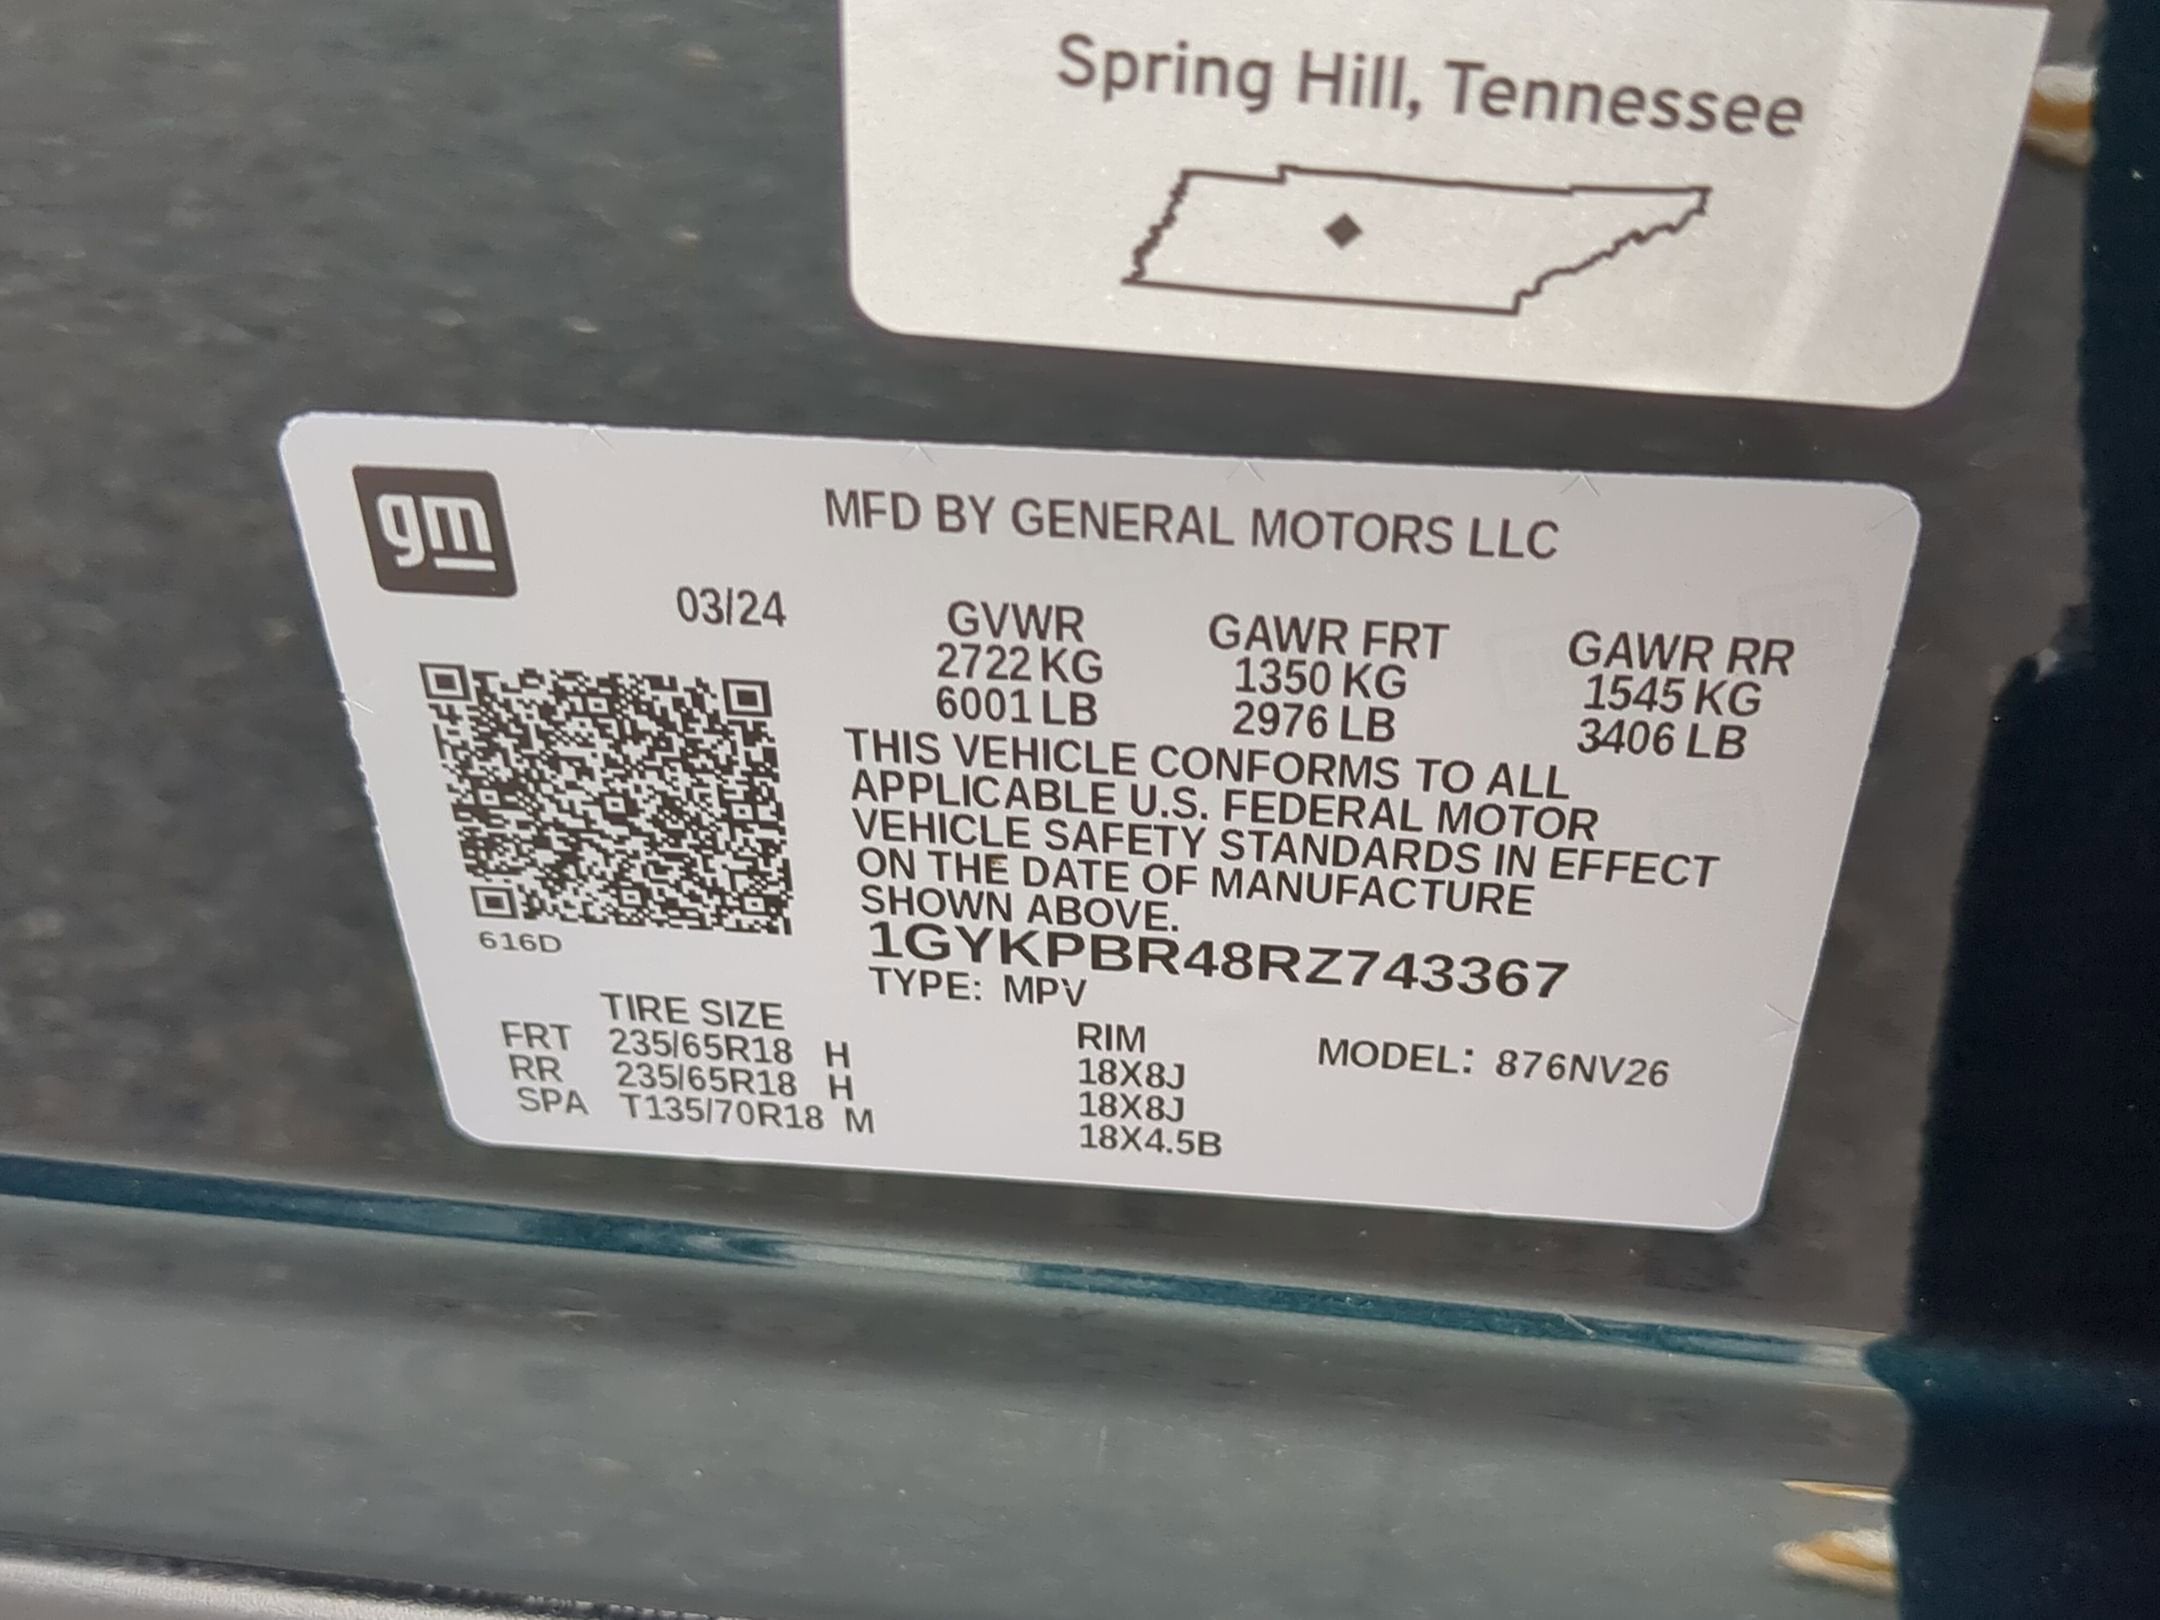 Spring Hill, Tennessee
gm
MFD BY GENERAL MOTORS LLC
03/24
GVWR GAWR FRT GAWR RR
2722 KG 1350 KG 1545 KG
6001 LB 2976 LB 3406 LB
THIS VEHICLE CONFORMS TO ALL
APPLICABLE U.S. FEDERAL MOTOR
VEHICLE SAFETY STANDARDS IN EFFECT
ON THE DATE OF MANUFACTURE
SHOWN ABOVE.
616D
1GYKPBR48RZ743367
TYPE: MPV
TIRE SIZE RIM MODEL: 876NV26
FRT 235/65R18 H 18X8J
RR 235/65R18 H 18X8J
SPA T135/70R18 M 18X4.5B